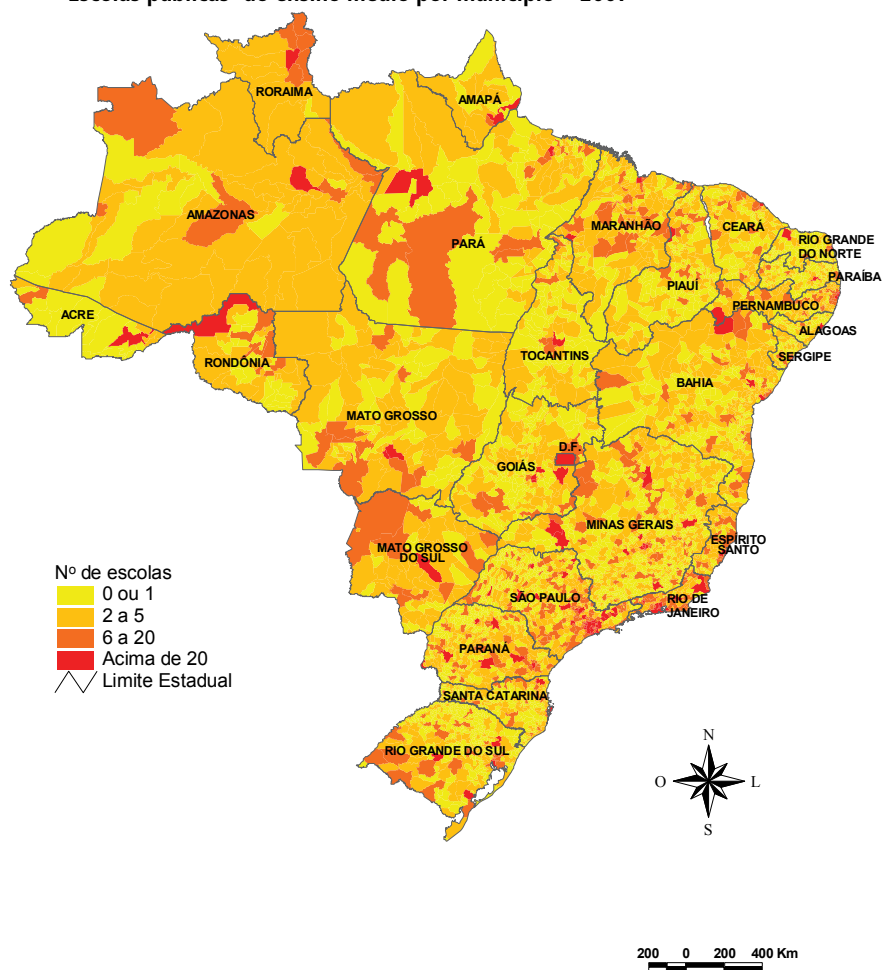 RORAIMA
AMAPÁ
AMAZONAS
PARÁ
MARANHÃO
CEARÁ
RIO GRANDE
DO NORTE
PARAÍBA
PIAUÍ
PERNAMBUCO
ACRE
ALAGOAS
SERGIPE
RONDÔNIA
TOCANTINS
BAHIA
MATO GROSSO
D.F.
GOIÁS
MINAS GERAIS
ESPÍRITO
SANTO
MATO GROSSO
DO SUL
SÃO PAULO
RIO DE
JANEIRO
PARANÁ
SANTA CATARINA
RIO GRANDE DO SUL
Nº de escolas
0 ou 1
2 a 5
6 a 20
Acima de 20
Limite Estadual
N
O
L
S
200 0 200 400 Km